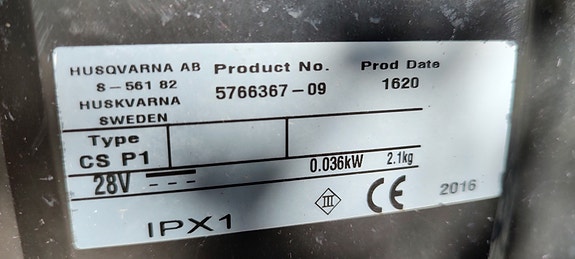 HUSQVARNA AB Product No. Prod Date
S-561 82 5766367-09 1620
HUSKVARNA
SWEDEN
Type
CS P1
28V 0.036kW 2.1kg
III CE 2016
IPX1